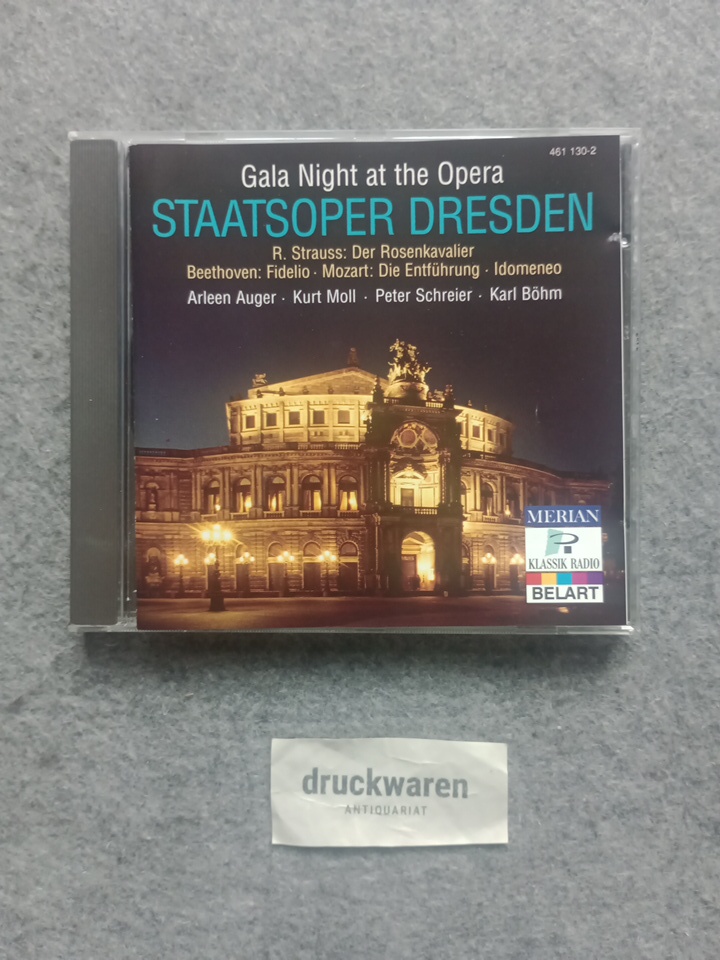 461 130-2
Gala Night at the Opera
STAATSOPER DRESDEN
R. Strauss: Der Rosenkavalier
Beethoven: Fidelio · Mozart: Die Entführung · Idomeneo
Arleen Auger · Kurt Moll · Peter Schreier · Karl Böhm
MERIAN
KLASSIK RADIO
BELART
druckwaren
ANTIQUARIAT